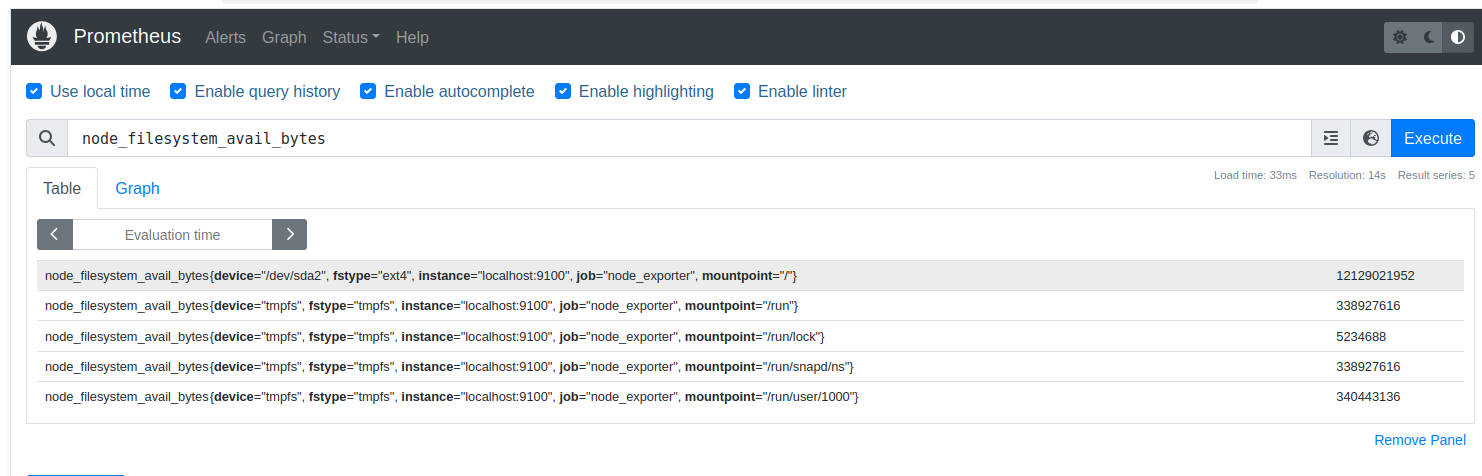 Prometheus Alerts Graph Status Help
Use local time Enable query history Enable autocomplete Enable highlighting Enable linter
node_filesystem_avail_bytes Execute
Table Graph Load time: 33ms Resolution: 14s Result series: 5
Evaluation time
node_filesystem_avail_bytes{device="/dev/sda2", fstype="ext4", instance="localhost:9100", job="node_exporter", mountpoint="/"} 12129021952
node_filesystem_avail_bytes{device="tmpfs", fstype="tmpfs", instance="localhost:9100", job="node_exporter", mountpoint="/run"} 338927616
node_filesystem_avail_bytes{device="tmpfs", fstype="tmpfs", instance="localhost:9100", job="node_exporter", mountpoint="/run/lock"} 5234688
node_filesystem_avail_bytes{device="tmpfs", fstype="tmpfs", instance="localhost:9100", job="node_exporter", mountpoint="/run/snapd/ns"} 338927616
node_filesystem_avail_bytes{device="tmpfs", fstype="tmpfs", instance="localhost:9100", job="node_exporter", mountpoint="/run/user/1000"} 340443136
Remove Panel